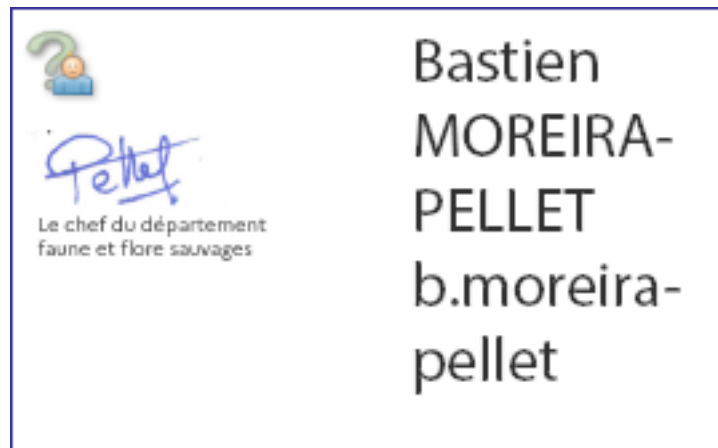 Pellet
Le chef du département
faune et flore sauvages
Bastien
MOREIRA-
PELLET
b.moreira-
pellet